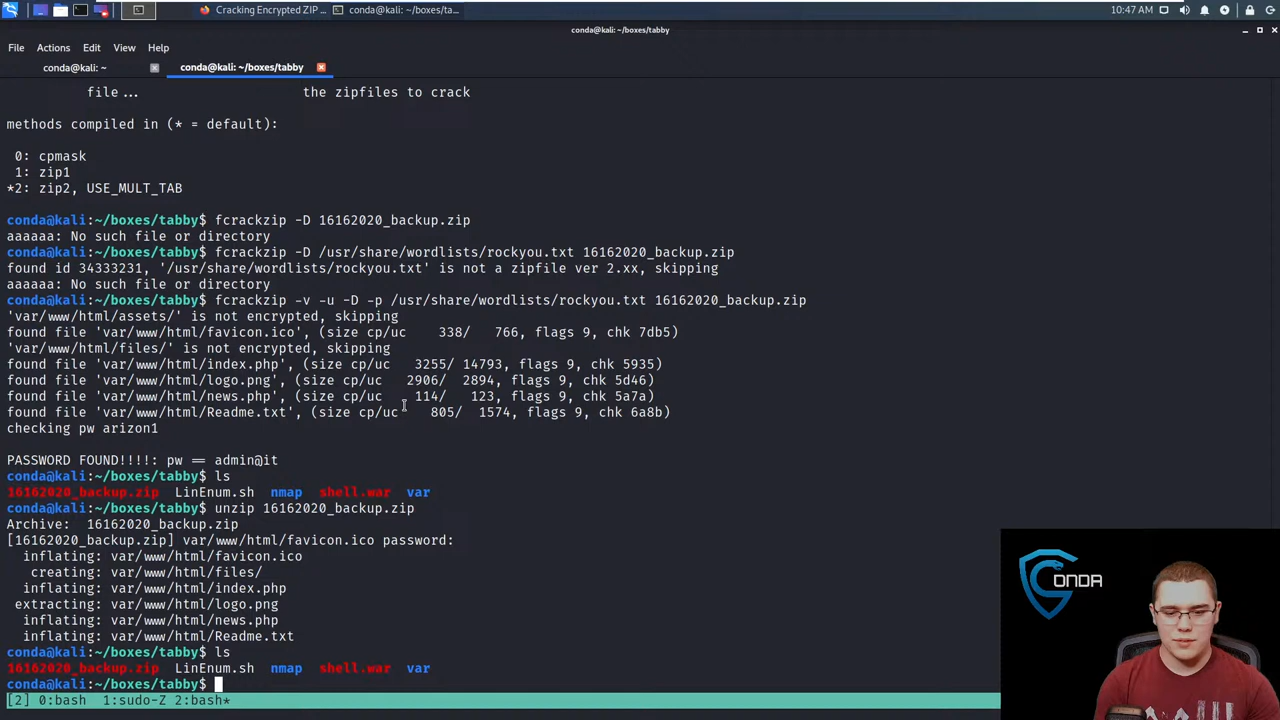 Cracking Encrypted ZIP ...
conda@kali: ~/boxes/ta...
10:47 AM
conda@kali: ~/boxes/tabby
File Actions Edit View Help
conda@kali: ~
conda@kali: ~/boxes/tabby
file...                    the zipfiles to crack
methods compiled in (* = default):
0: cpmask
1: zip1
*2: zip2, USE_MULT_TAB
conda@kali:~/boxes/tabby$ fcrackzip -D 16162020_backup.zip
aaaaaa: No such file or directory
conda@kali:~/boxes/tabby$ fcrackzip -D /usr/share/wordlists/rockyou.txt 16162020_backup.zip
found id 34333231, '/usr/share/wordlists/rockyou.txt' is not a zipfile ver 2.xx, skipping
aaaaaa: No such file or directory
conda@kali:~/boxes/tabby$ fcrackzip -v -u -D -p /usr/share/wordlists/rockyou.txt 16162020_backup.zip
'var/www/html/assets/' is not encrypted, skipping
found file 'var/www/html/favicon.ico', (size cp/uc    338/   766, flags 9, chk 7db5)
'var/www/html/files/' is not encrypted, skipping
found file 'var/www/html/index.php', (size cp/uc   3255/ 14793, flags 9, chk 5935)
found file 'var/www/html/logo.png', (size cp/uc   2906/  2894, flags 9, chk 5d46)
found file 'var/www/html/news.php', (size cp/uc    114/   123, flags 9, chk 5a7a)
found file 'var/www/html/Readme.txt', (size cp/uc    805/  1574, flags 9, chk 6a8b)
checking pw arizon1
PASSWORD FOUND!!!!: pw == admin@it
conda@kali:~/boxes/tabby$ ls
16162020_backup.zip  LinEnum.sh  nmap  shell.war  var
conda@kali:~/boxes/tabby$ unzip 16162020_backup.zip
Archive:  16162020_backup.zip
[16162020_backup.zip] var/www/html/favicon.ico password:
inflating: var/www/html/favicon.ico
creating: var/www/html/files/
inflating: var/www/html/index.php
extracting: var/www/html/logo.png
inflating: var/www/html/news.php
inflating: var/www/html/Readme.txt
conda@kali:~/boxes/tabby$ ls
16162020_backup.zip  LinEnum.sh  nmap  shell.war  var
conda@kali:~/boxes/tabby$
[2] 0:bash  1:sudo-Z 2:bash*
CONDA